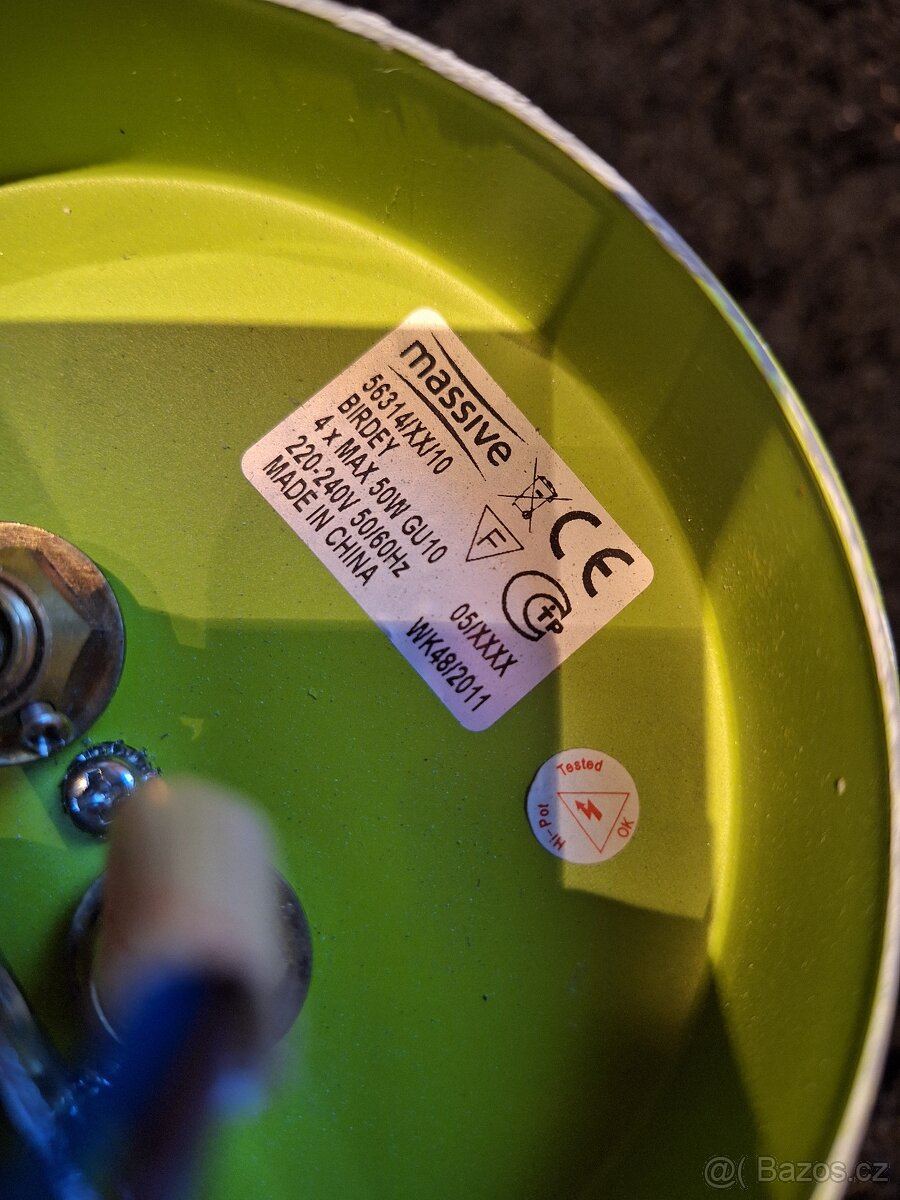 massive
56314/XX/10
BIRDEY
4 x MAX 50W GU10
220-240V 50/60Hz
MADE IN CHINA
F
CE
05/XXXX
WK48/2011
Tested
Hi-Pot
OK
@( Bazos.cz